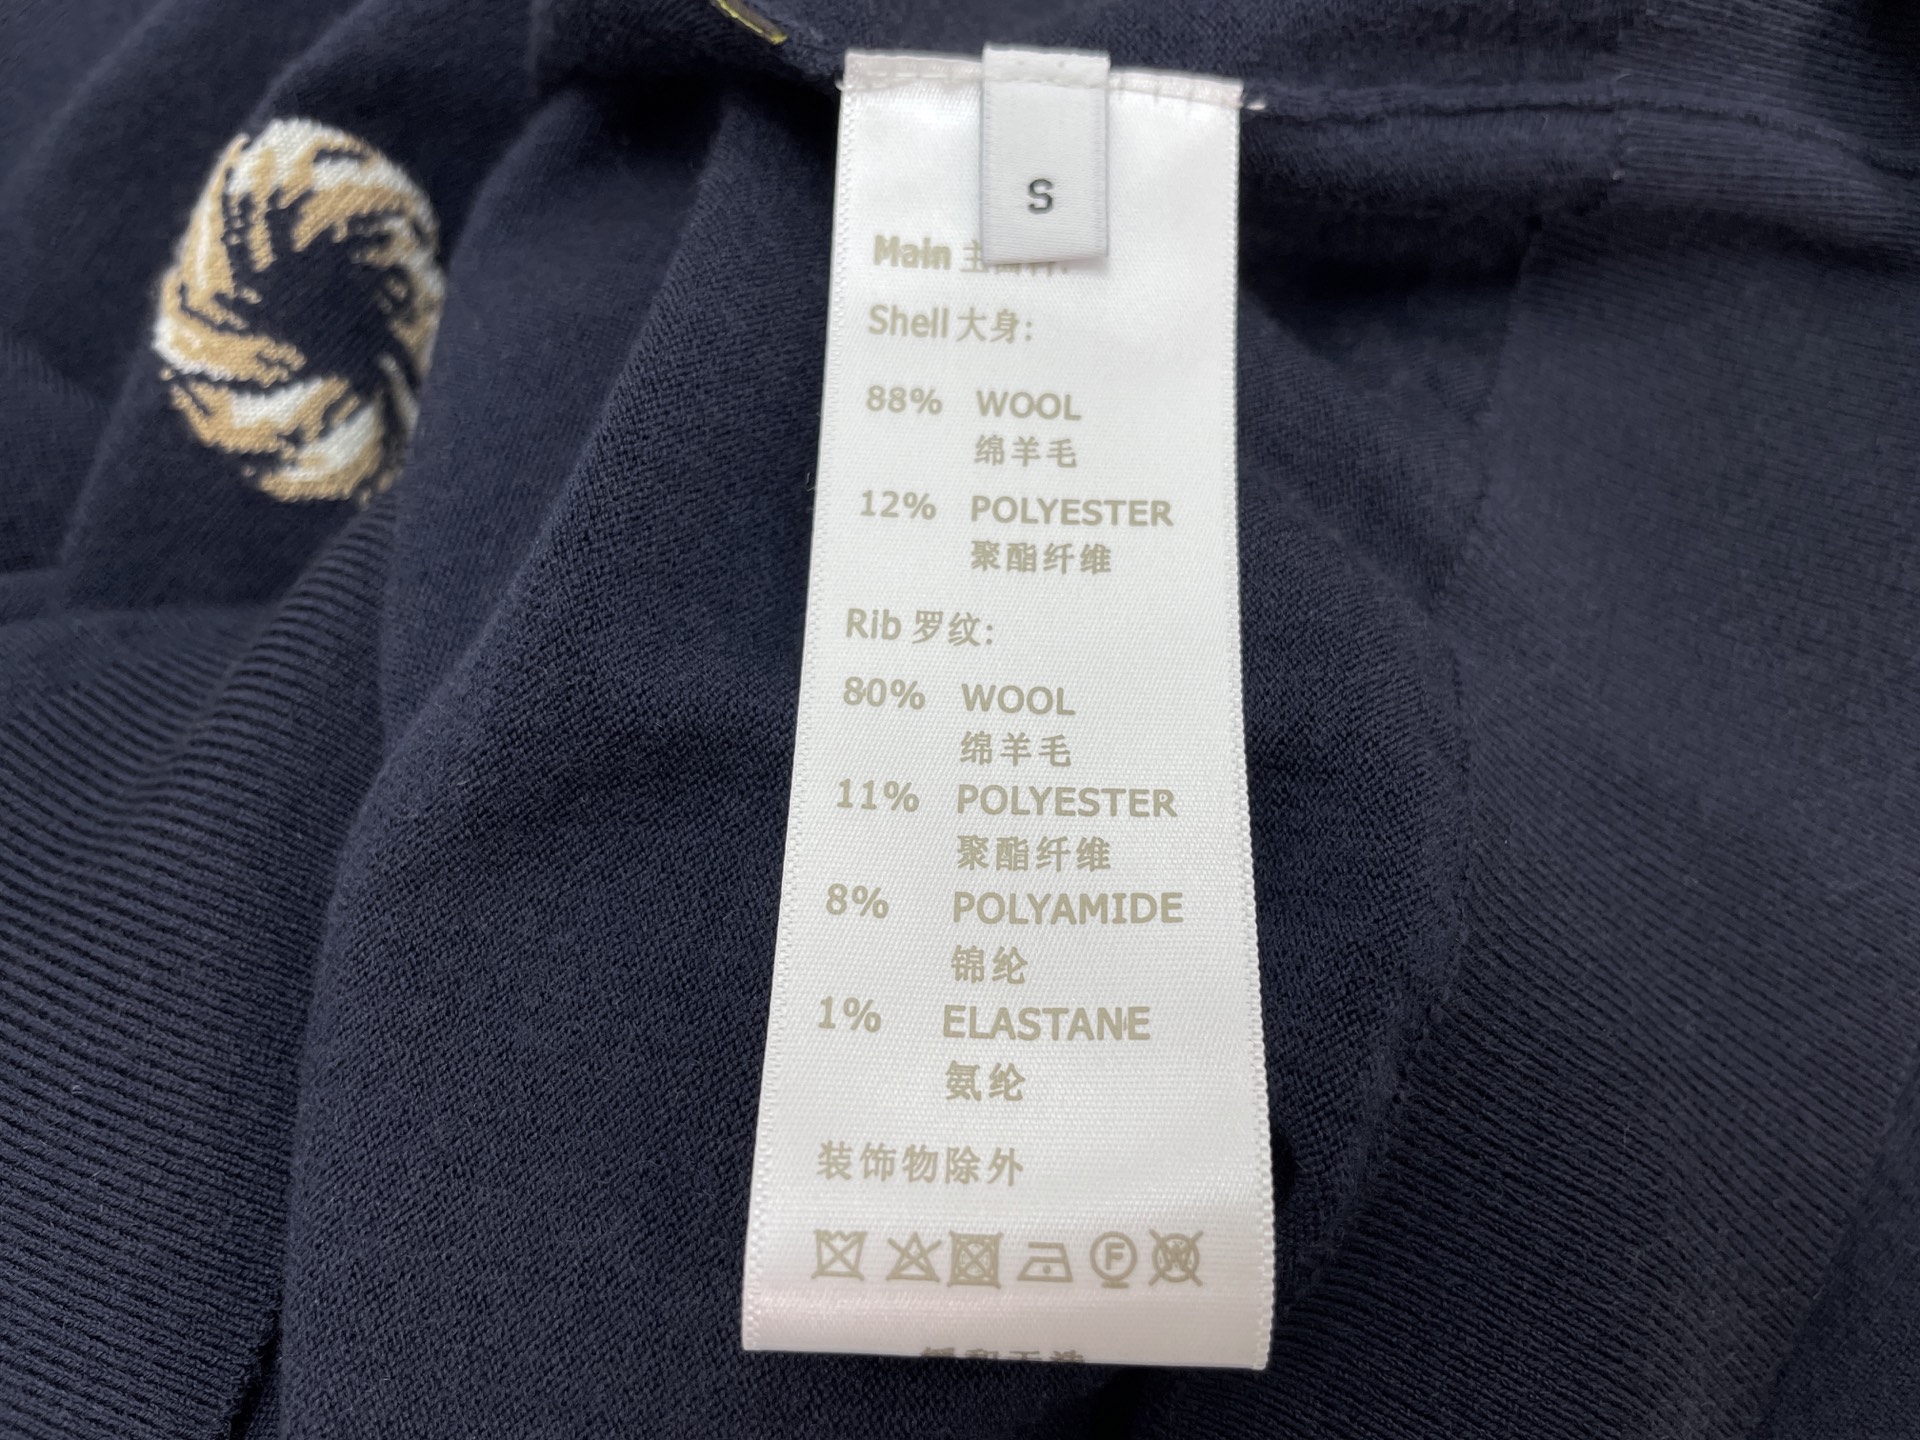 S
Main 主
Shell 大身:
88% WOOL
绵羊毛
12% POLYESTER
聚酯纤维
Rib 罗纹:
80% WOOL
绵羊毛
11% POLYESTER
聚酯纤维
8% POLYAMIDE
锦纶
1% ELASTANE
氨纶
装饰物除外
F W